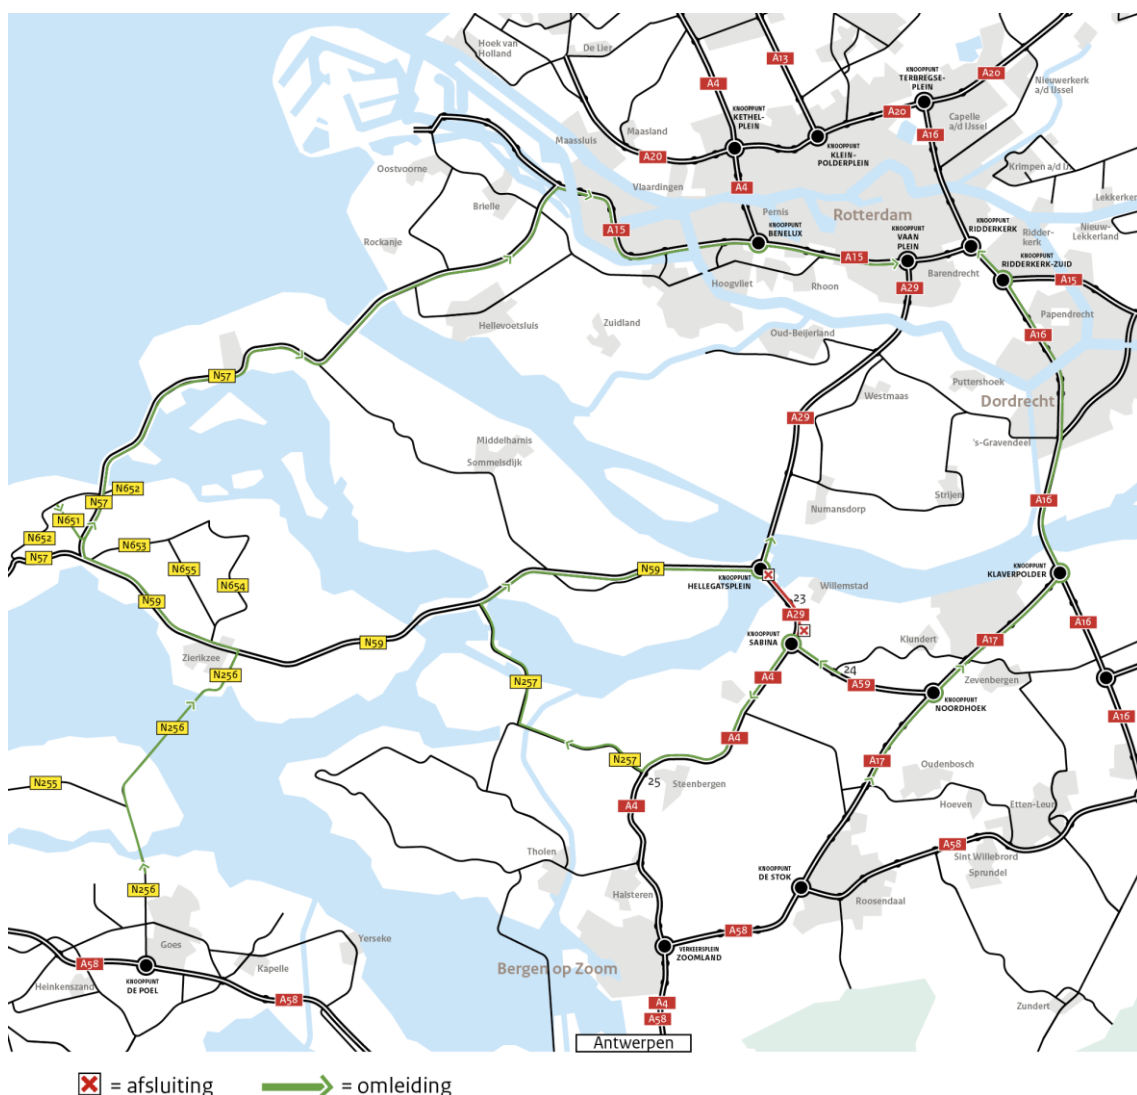 Hoek van
Holland
De Lier
A13
A4
A20
KNOOPPUNT
TERBREGSE-
PLEIN
Nieuwerkerk
a/d IJssel
KNOOPPUNT
KETHEL-
PLEIN
A20
Capelle
a/d IJssel
A16
Maasland
Maassluis
KNOOPPUNT
KLEIN-
POLDERPLEIN
A20
Oostvoorne
Krimpen a/d IJ
Vlaardingen
A4
Lekkerker
Brielle
Pernis
Rotterdam
KNOOPPUNT
BENELUX
KNOOPPUNT
VAAN
PLEIN
KNOOPPUNT
RIDDERKERK
Ridder-
kerk
Nieuw-
Lekkerland
A15
Rockanje
A15
KNOOPPUNT
RIDDERKERK-ZUID
Barendrecht
Hoogvliet
Rhoon
A29
A15
Papendrecht
Hellevoetsluis
Zuidland
Oud-Beijerland
A16
N57
Puttershoek
Westmaas
Dordrecht
A29
Middelharnis
Sommelsdijk
's-Gravendeel
N652
N57
Strijen
A16
Numansdorp
N651
N652
N653
N57
N655
N59
KNOOPPUNT
HELLEGATSPLEIN
KNOOPPUNT
KLAVERPOLDER
N654
Willemstad
23
N59
A29
A16
N59
KNOOPPUNT
SABINA
Klundert
A17
Zierikzee
N256
24
N257
A4
A59
Zevenbergen
KNOOPPUNT
NOORDHOEK
A16
N256
A4
N257
A17
Oudenbosch
N255
25
Steenbergen
A4
Hoeven
Etten-Leur
Tholen
A58
Sint Willebrord
Sprundel
KNOOPPUNT
DE STOK
N256
Halsteren
Roosendaal
A58
Goes
Yerseke
VERKEERSPLEIN
ZOOMLAND
A58
Kapelle
Bergen op Zoom
Heinkenszand
KNOOPPUNT
DE POEL
A58
A4
A58
Zundert
Antwerpen
= afsluiting
= omleiding